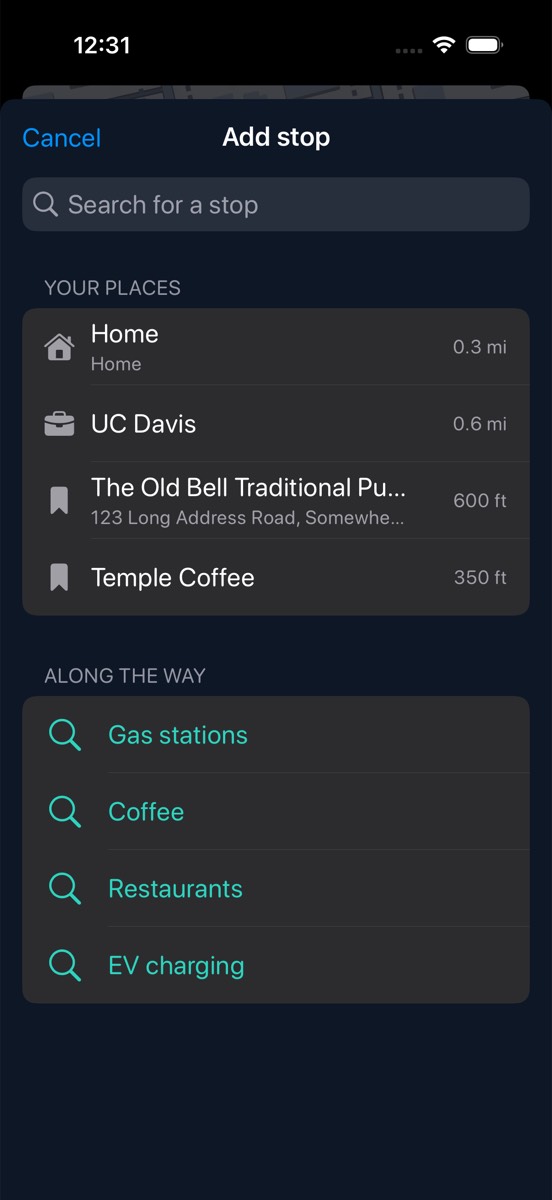 12:31
Cancel
Add stop
Search for a stop
YOUR PLACES
Home
0.3 mi
Home
UC Davis
0.6 mi
The Old Bell Traditional Pu...
600 ft
123 Long Address Road, Somewhe...
Temple Coffee
350 ft
ALONG THE WAY
Gas stations
Coffee
Restaurants
EV charging